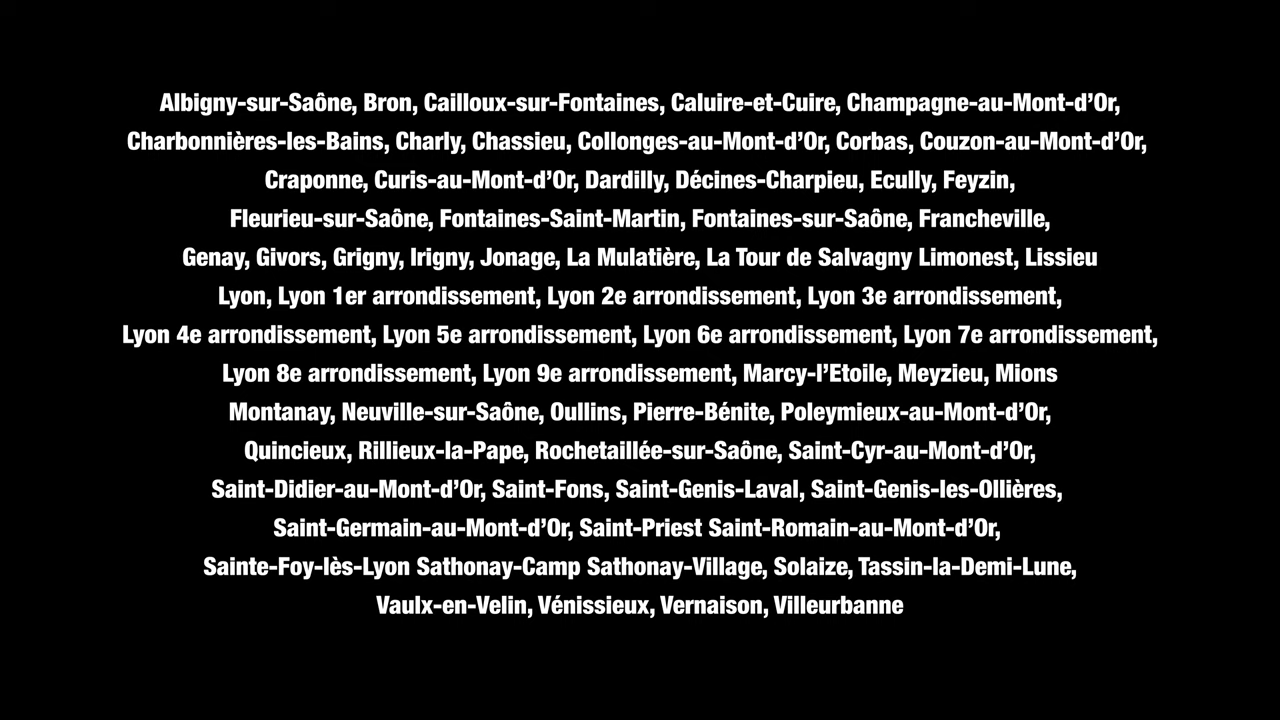 Albigny-sur-Saône, Bron, Cailloux-sur-Fontaines, Caluire-et-Cuire, Champagne-au-Mont-d’Or,
Charbonnières-les-Bains, Charly, Chassieu, Collonges-au-Mont-d’Or, Corbas, Couzon-au-Mont-d’Or,
Craponne, Curis-au-Mont-d’Or, Dardilly, Décines-Charpieu, Ecully, Feyzin,
Fleurieu-sur-Saône, Fontaines-Saint-Martin, Fontaines-sur-Saône, Francheville,
Genay, Givors, Grigny, Irigny, Jonage, La Mulatière, La Tour de Salvagny Limonest, Lissieu
Lyon, Lyon 1er arrondissement, Lyon 2e arrondissement, Lyon 3e arrondissement,
Lyon 4e arrondissement, Lyon 5e arrondissement, Lyon 6e arrondissement, Lyon 7e arrondissement,
Lyon 8e arrondissement, Lyon 9e arrondissement, Marcy-l’Etoile, Meyzieu, Mions
Montanay, Neuville-sur-Saône, Oullins, Pierre-Bénite, Poleymieux-au-Mont-d’Or,
Quincieux, Rillieux-la-Pape, Rochetaillée-sur-Saône, Saint-Cyr-au-Mont-d’Or,
Saint-Didier-au-Mont-d’Or, Saint-Fons, Saint-Genis-Laval, Saint-Genis-les-Ollières,
Saint-Germain-au-Mont-d’Or, Saint-Priest Saint-Romain-au-Mont-d’Or,
Sainte-Foy-lès-Lyon Sathonay-Camp Sathonay-Village, Solaize, Tassin-la-Demi-Lune,
Vaulx-en-Velin, Vénissieux, Vernaison, Villeurbanne